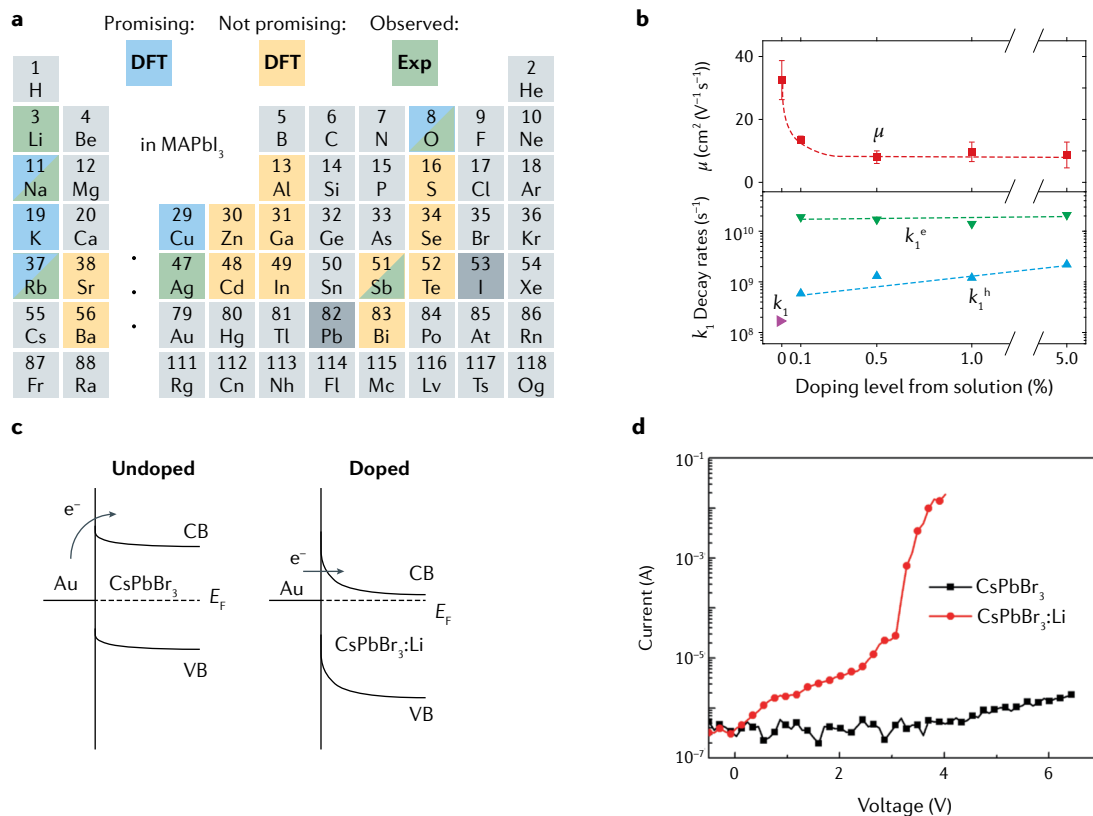 a
Promising:
Not promising:
Observed:
DFT
DFT
Exp
in MAPbI₃
1
H
2
He
3
Li
4
Be
5
B
6
C
7
N
8
O
9
F
10
Ne
11
Na
12
Mg
13
Al
14
Si
15
P
16
S
17
Cl
18
Ar
19
K
20
Ca
29
Cu
30
Zn
31
Ga
32
Ge
33
As
34
Se
35
Br
36
Kr
37
Rb
38
Sr
47
Ag
48
Cd
49
In
50
Sn
51
Sb
52
Te
53
I
54
Xe
55
Cs
56
Ba
79
Au
80
Hg
81
Tl
82
Pb
83
Bi
84
Po
85
At
86
Rn
87
Fr
88
Ra
111
Rg
112
Cn
113
Nh
114
Fl
115
Mc
116
Lv
117
Ts
118
Og
b
μ (cm² (V⁻¹ s⁻¹))
40
20
0
μ
k₁ Decay rates (s⁻¹)
10¹⁰
10⁹
10⁸
k₁ᵉ
k₁ʰ
k₁
0
0.1
0.5
1.0
5.0
Doping level from solution (%)
c
Undoped
e⁻
CB
Au
CsPbBr₃
E_F
VB
Doped
e⁻
CB
Au
E_F
CsPbBr₃:Li
VB
d
Current (A)
10⁻¹
10⁻³
10⁻⁵
10⁻⁷
CsPbBr₃
CsPbBr₃:Li
0
2
4
6
Voltage (V)